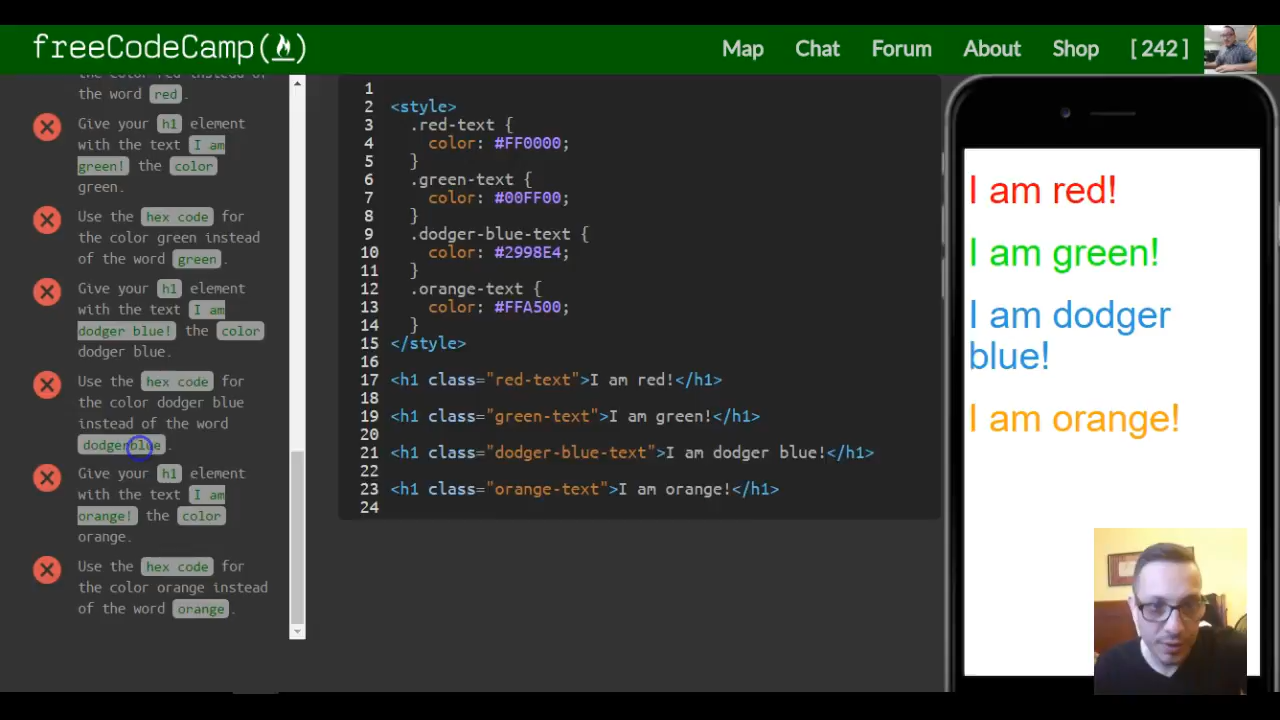 freeCodeCamp(🔥)
Map Chat Forum About Shop [ 242 ]
the color red instead of
the word red .
Give your h1 element
with the text I am
green! the color
green.
Use the hex code for
the color green instead
of the word green .
Give your h1 element
with the text I am
dodger blue! the color
dodger blue.
Use the hex code for
the color dodger blue
instead of the word
dodgerblue .
Give your h1 element
with the text I am
orange! the color
orange.
Use the hex code for
the color orange instead
of the word orange .
1
2 <style>
3 .red-text {
4 color: #FF0000;
5 }
6 .green-text {
7 color: #00FF00;
8 }
9 .dodger-blue-text {
10 color: #2998E4;
11 }
12 .orange-text {
13 color: #FFA500;
14 }
15 </style>
16
17 <h1 class="red-text">I am red!</h1>
18
19 <h1 class="green-text">I am green!</h1>
20
21 <h1 class="dodger-blue-text">I am dodger blue!</h1>
22
23 <h1 class="orange-text">I am orange!</h1>
24
I am red!
I am green!
I am dodger
blue!
I am orange!